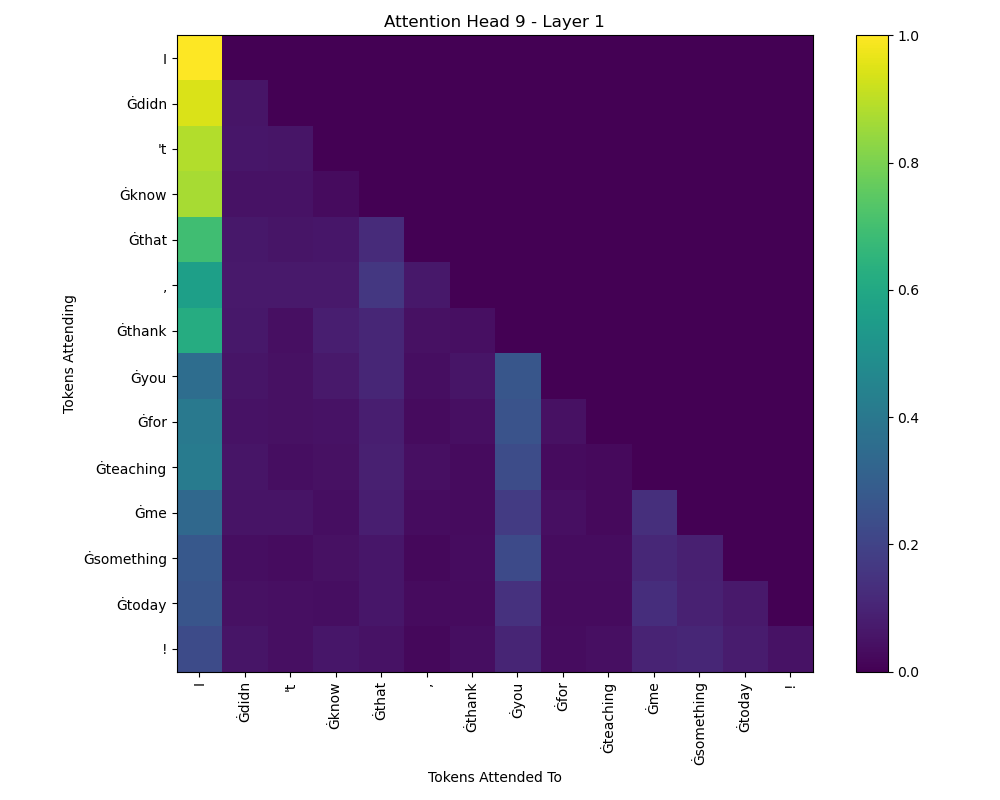 Attention Head 9 - Layer 1
Tokens Attending
I
Ġdidn
't
Ġknow
Ġthat
,
Ġthank
Ġyou
Ġfor
Ġteaching
Ġme
Ġsomething
Ġtoday
!
I
Ġdidn
't
Ġknow
Ġthat
,
Ġthank
Ġyou
Ġfor
Ġteaching
Ġme
Ġsomething
Ġtoday
!
Tokens Attended To
1.0
0.8
0.6
0.4
0.2
0.0